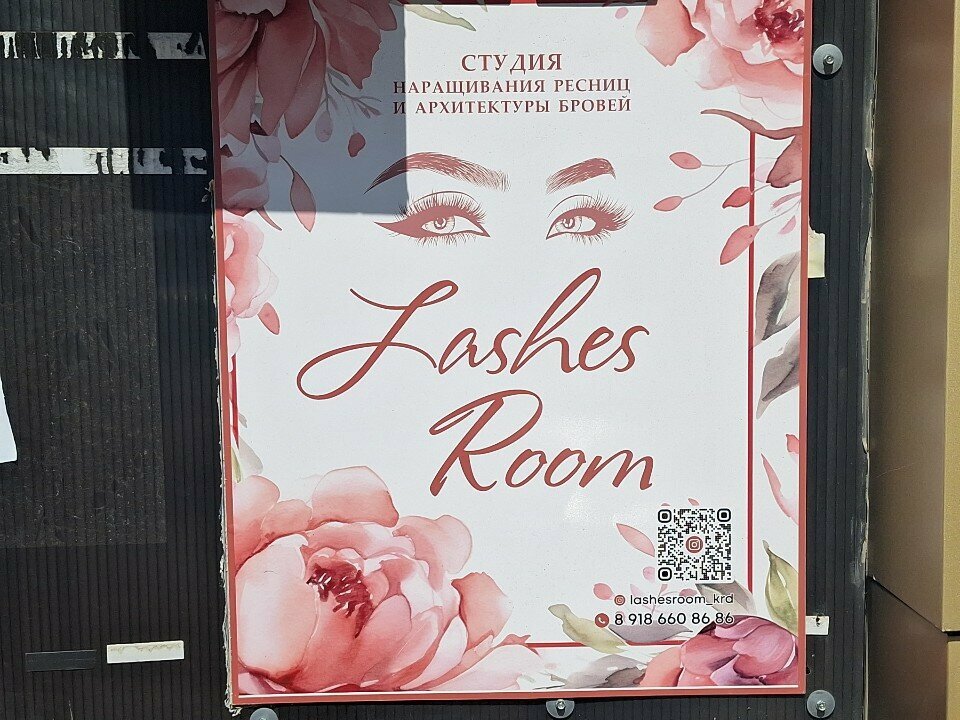 СТУДИЯ
НАРАЩИВАНИЯ РЕСНИЦ
И АРХИТЕКТУРЫ БРОВЕЙ
Lashes
Room
lashesroom_krd
8 918 660 86 86